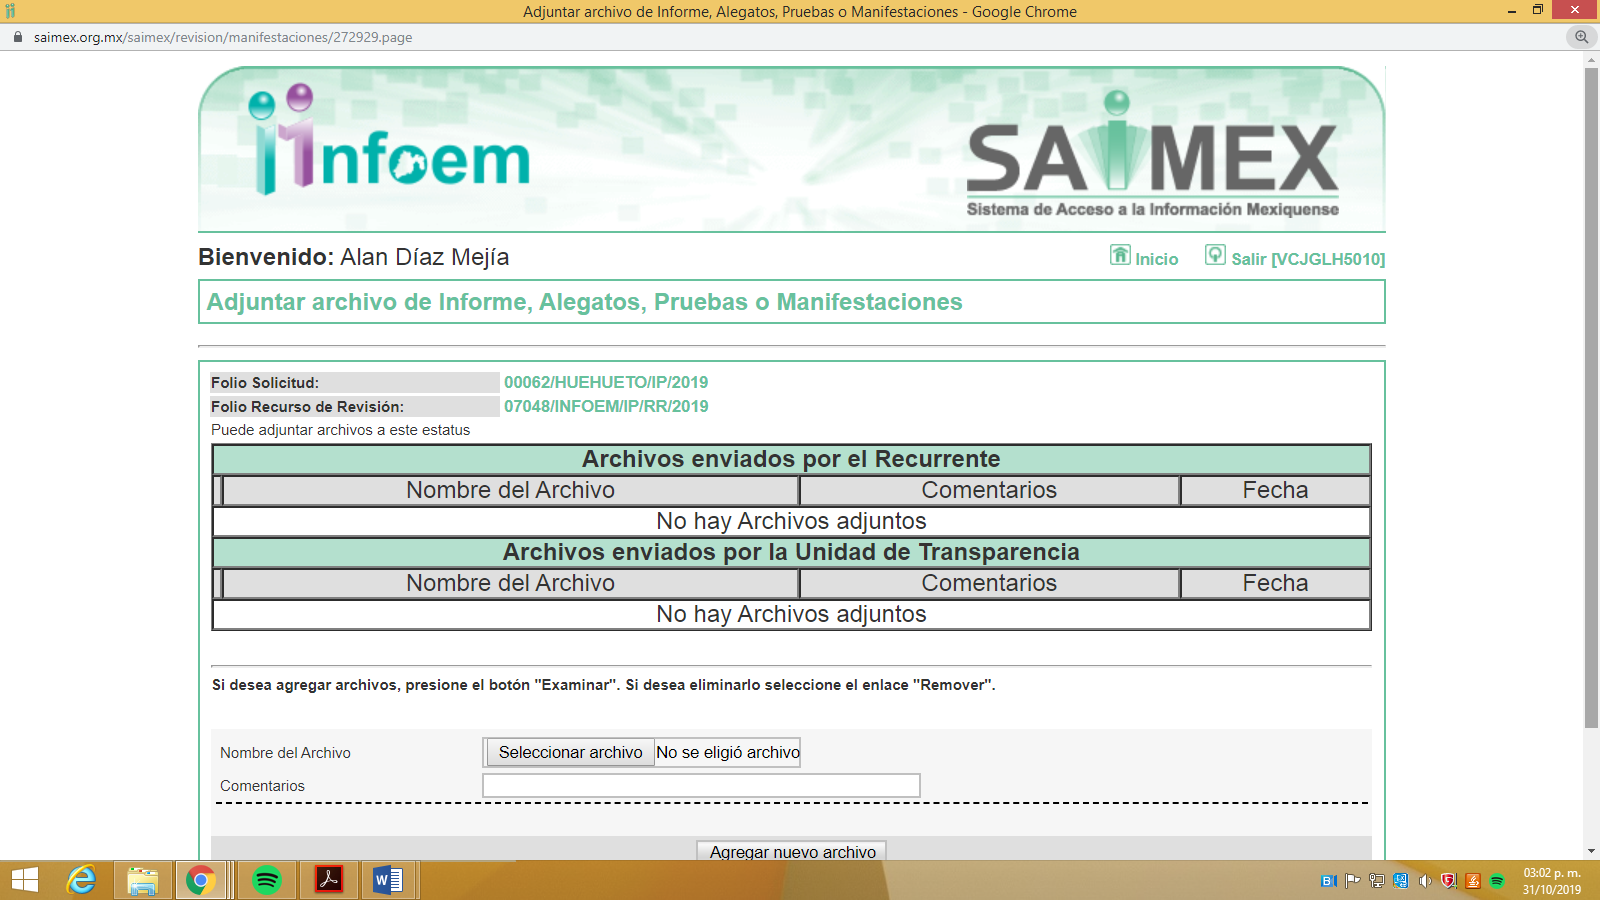 Adjuntar archivo de Informe, Alegatos, Pruebas o Manifestaciones - Google Chrome
saimex.org.mx/saimex/revision/manifestaciones/272929.page
infoem
SAIMEX
Sistema de Acceso a la Información Mexiquense
Bienvenido: Alan Díaz Mejía
Inicio Salir [VCJGLH5010]
Adjuntar archivo de Informe, Alegatos, Pruebas o Manifestaciones
Folio Solicitud: 00062/HUEHUETO/IP/2019
Folio Recurso de Revisión: 07048/INFOEM/IP/RR/2019
Puede adjuntar archivos a este estatus
Archivos enviados por el Recurrente
Nombre del Archivo Comentarios Fecha
No hay Archivos adjuntos
Archivos enviados por la Unidad de Transparencia
Nombre del Archivo Comentarios Fecha
No hay Archivos adjuntos
Si desea agregar archivos, presione el botón "Examinar". Si desea eliminarlo seleccione el enlace "Remover".
Nombre del Archivo Seleccionar archivo No se eligió archivo
Comentarios
Agregar nuevo archivo
03:02 p. m.
31/10/2019